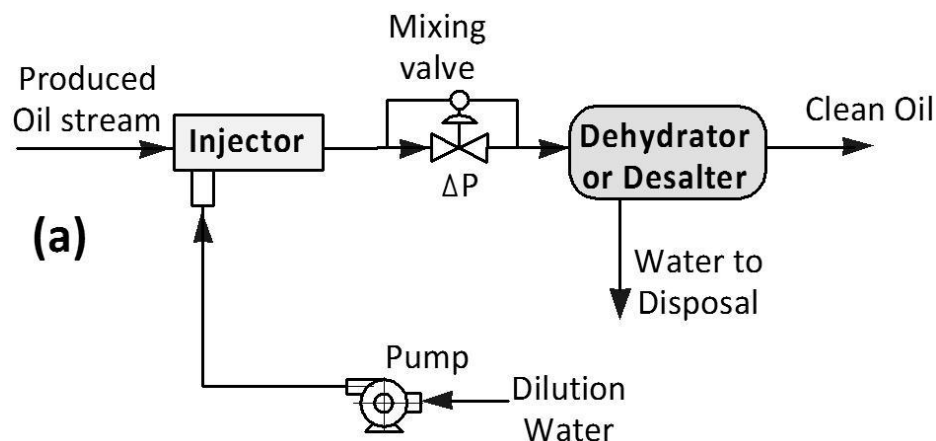 Mixing
valve
Produced
Oil stream
Injector
ΔP
Dehydrator
or Desalter
Clean Oil
(a)
Water to
Disposal
Pump
Dilution
Water